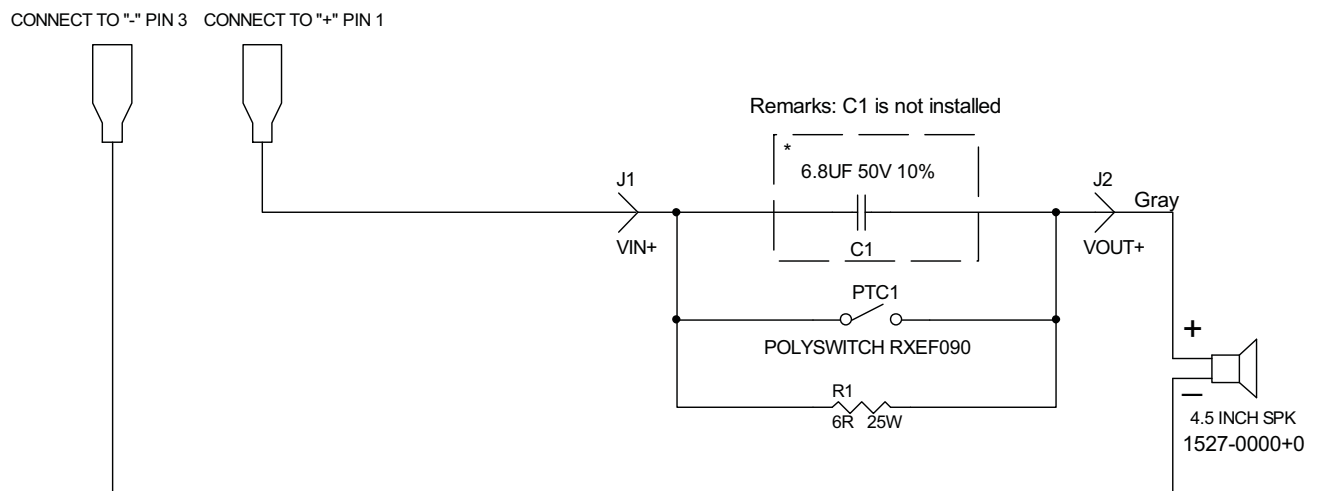 CONNECT TO "-" PIN 3
CONNECT TO "+" PIN 1
Remarks: C1 is not installed
*
6.8UF 50V 10%
C1
J1
VIN+
J2
Gray
VOUT+
PTC1
POLYSWITCH RXEF090
R1
6R 25W
+
—
4.5 INCH SPK
1527-0000+0